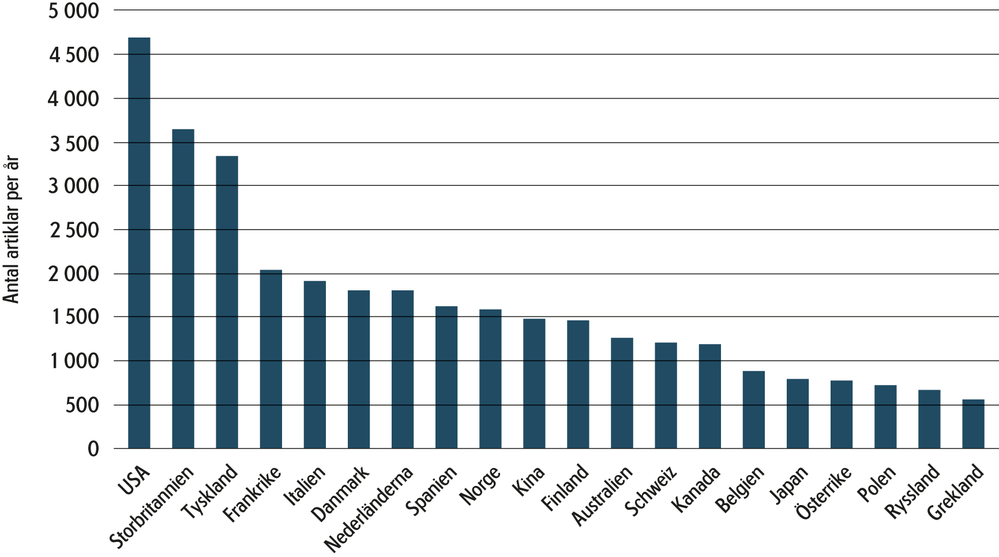 5 000
4 500
4 000
3 500
3 000
2 500
2 000
1 500
1 000
500
0
Antal artiklar per år
USA
Storbritannien
Tyskland
Frankrike
Italien
Danmark
Nederländerna
Spanien
Norge
Kina
Finland
Australien
Schweiz
Kanada
Belgien
Japan
Österrike
Polen
Ryssland
Grekland